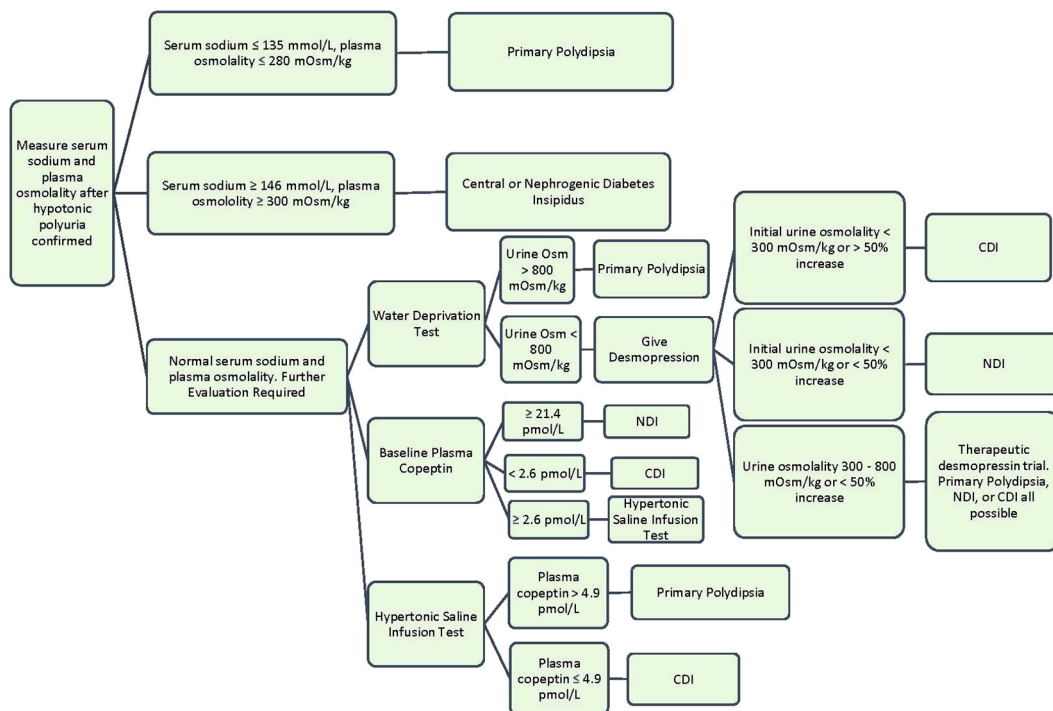 Serum sodium ≤ 135 mmol/L, plasma
osmolality ≤ 280 mOsm/kg
Primary Polydipsia
Measure serum
sodium and
plasma
osmolality after
hypotonic
polyuria
confirmed
Serum sodium ≥ 146 mmol/L, plasma
osmololity ≥ 300 mOsm/kg
Central or Nephrogenic Diabetes
Insipidus
Normal serum sodium and
plasma osmolality. Further
Evaluation Required
Water Deprivation
Test
Urine Osm
> 800
mOsm/kg
Primary Polydipsia
Urine Osm <
800
mOsm/kg
Give
Desmopression
Initial urine osmolality <
300 mOsm/kg or > 50%
increase
CDI
Initial urine osmolality <
300 mOsm/kg or < 50%
increase
NDI
Urine osmolality 300 - 800
mOsm/kg or < 50%
increase
Therapeutic
desmopressin trial.
Primary Polydipsia,
NDI, or CDI all
possible
Baseline Plasma
Copeptin
≥ 21.4
pmol/L
NDI
< 2.6 pmol/L
CDI
≥ 2.6 pmol/L
Hypertonic
Saline Infusion
Test
Hypertonic Saline
Infusion Test
Plasma
copeptin > 4.9
pmol/L
Primary Polydipsia
Plasma
copeptin ≤ 4.9
pmol/L
CDI